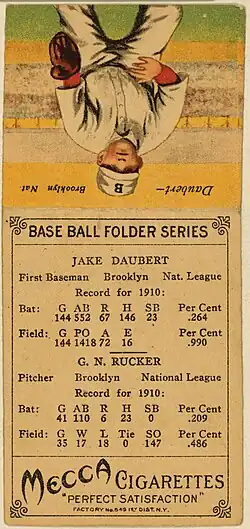 B
Daubert—
Brooklyn Nat
BASE BALL FOLDER SERIES
JAKE DAUBERT
First Baseman Brooklyn Nat. League
Record for 1910:
Bat: G AB R H SB Per Cent
144 552 67 146 23 .264
Field: G PO A E Per Cent
144 1418 72 16 .990
G. N. RUCKER
Pitcher Brooklyn National League
Record for 1910:
Bat: G AB R H SB Per Cent
41 110 6 23 0 .209
Field: G W L Tie SO Per Cent
35 17 18 0 147 .486
MECCA CIGARETTES
"PERFECT SATISFACTION"
FACTORY No. 649 1st DIST. N.Y.